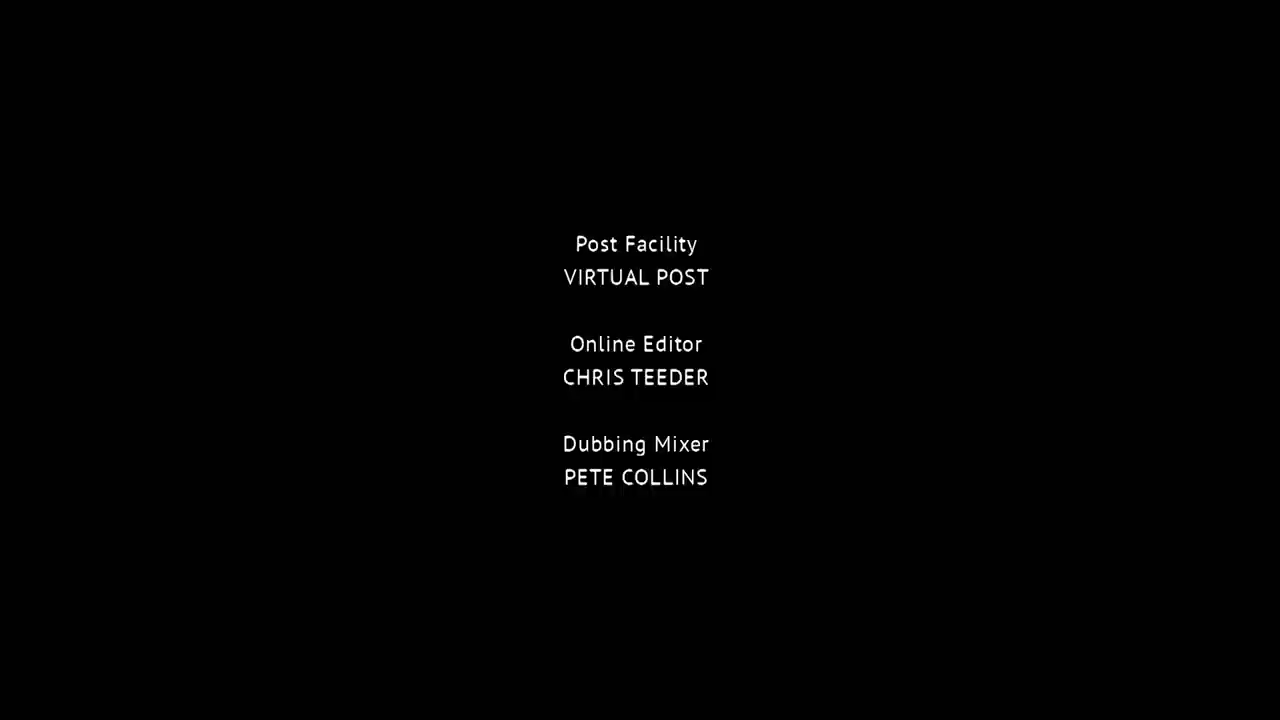 Post Facility
VIRTUAL POST
Online Editor
CHRIS TEEDER
Dubbing Mixer
PETE COLLINS